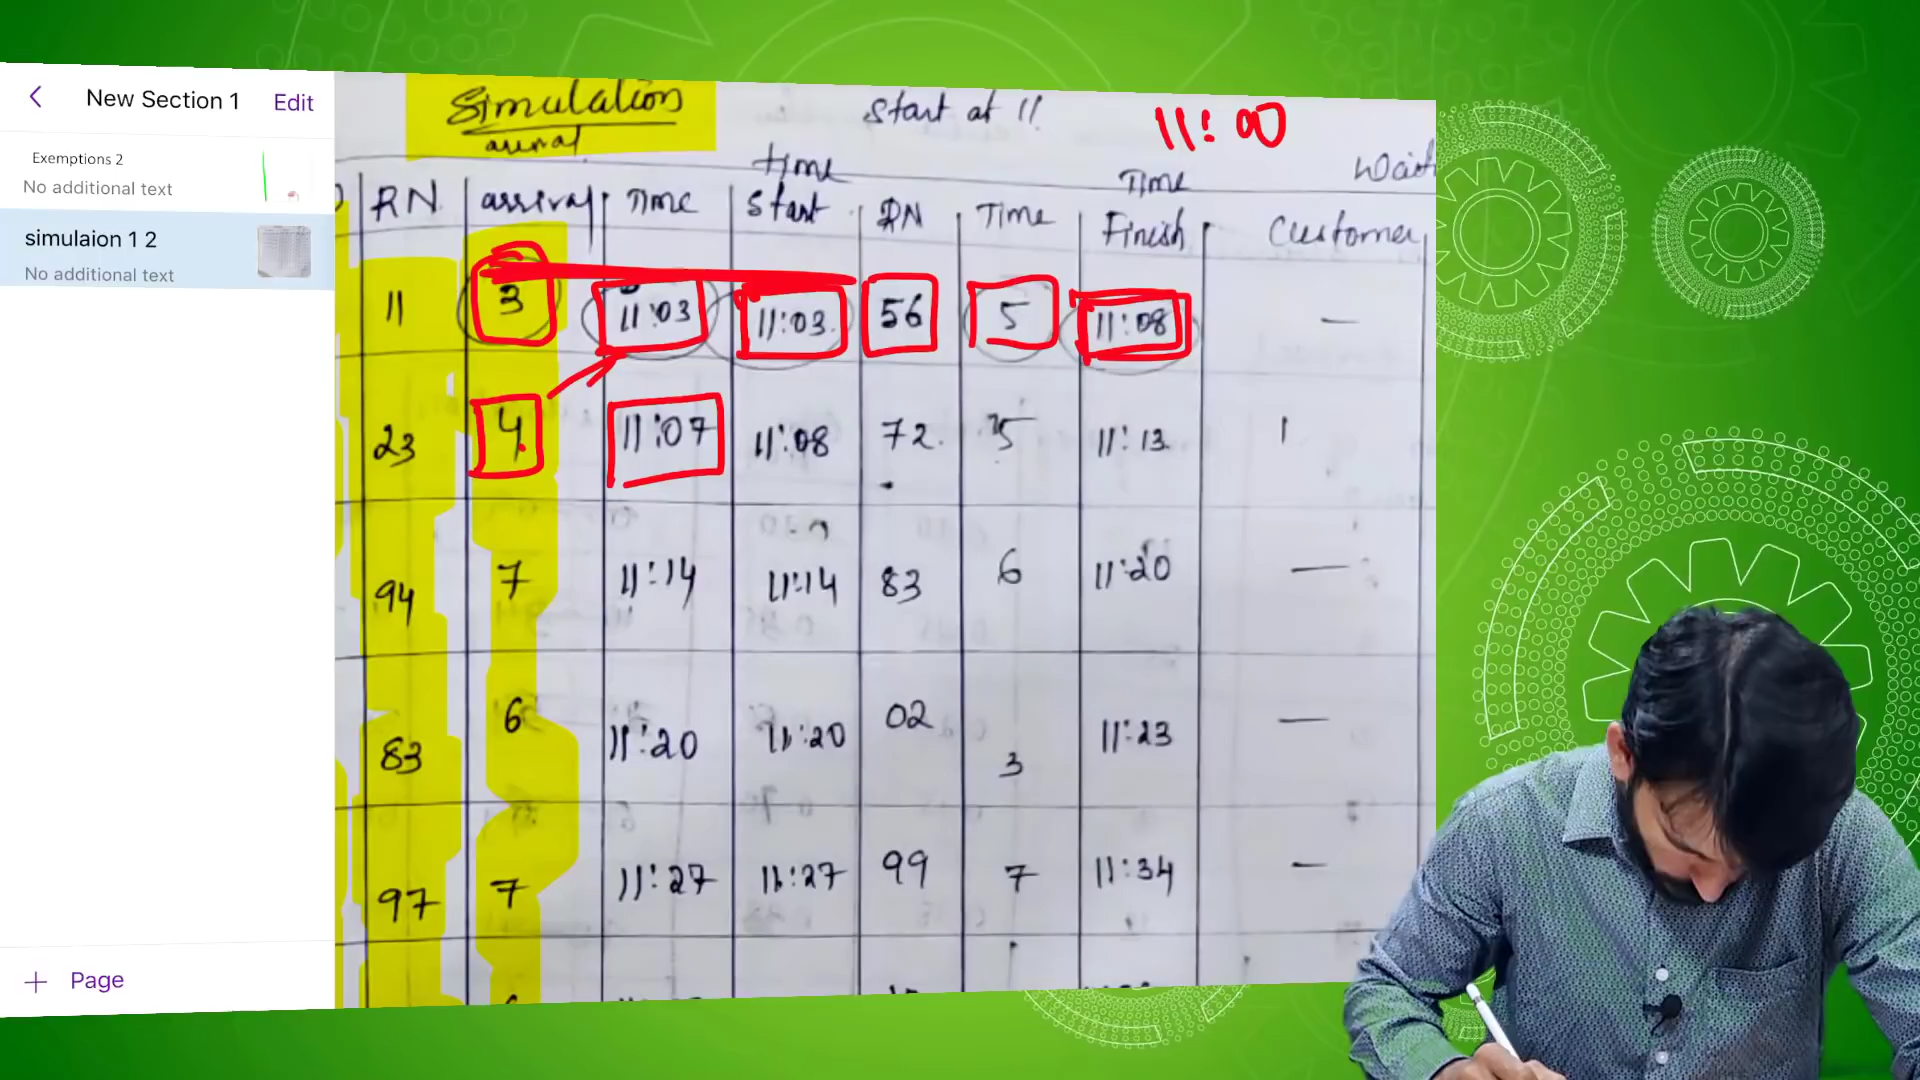 New Section 1 Edit
Exemptions 2
No additional text
simulaion 1 2
No additional text
+ Page
Simulation Start at 11 11:00
arrival time Time
RN arrival Time Start RN Time Finish Customer
11 3 11:03 11:03 56 5 11:08 —
23 4 11:07 11:08 72 5 11:13 1
94 7 11:14 11:14 83 6 11:20 —
83 6 11:20 11:20 02 3 11:23 —
97 7 11:27 11:27 99 7 11:34 —